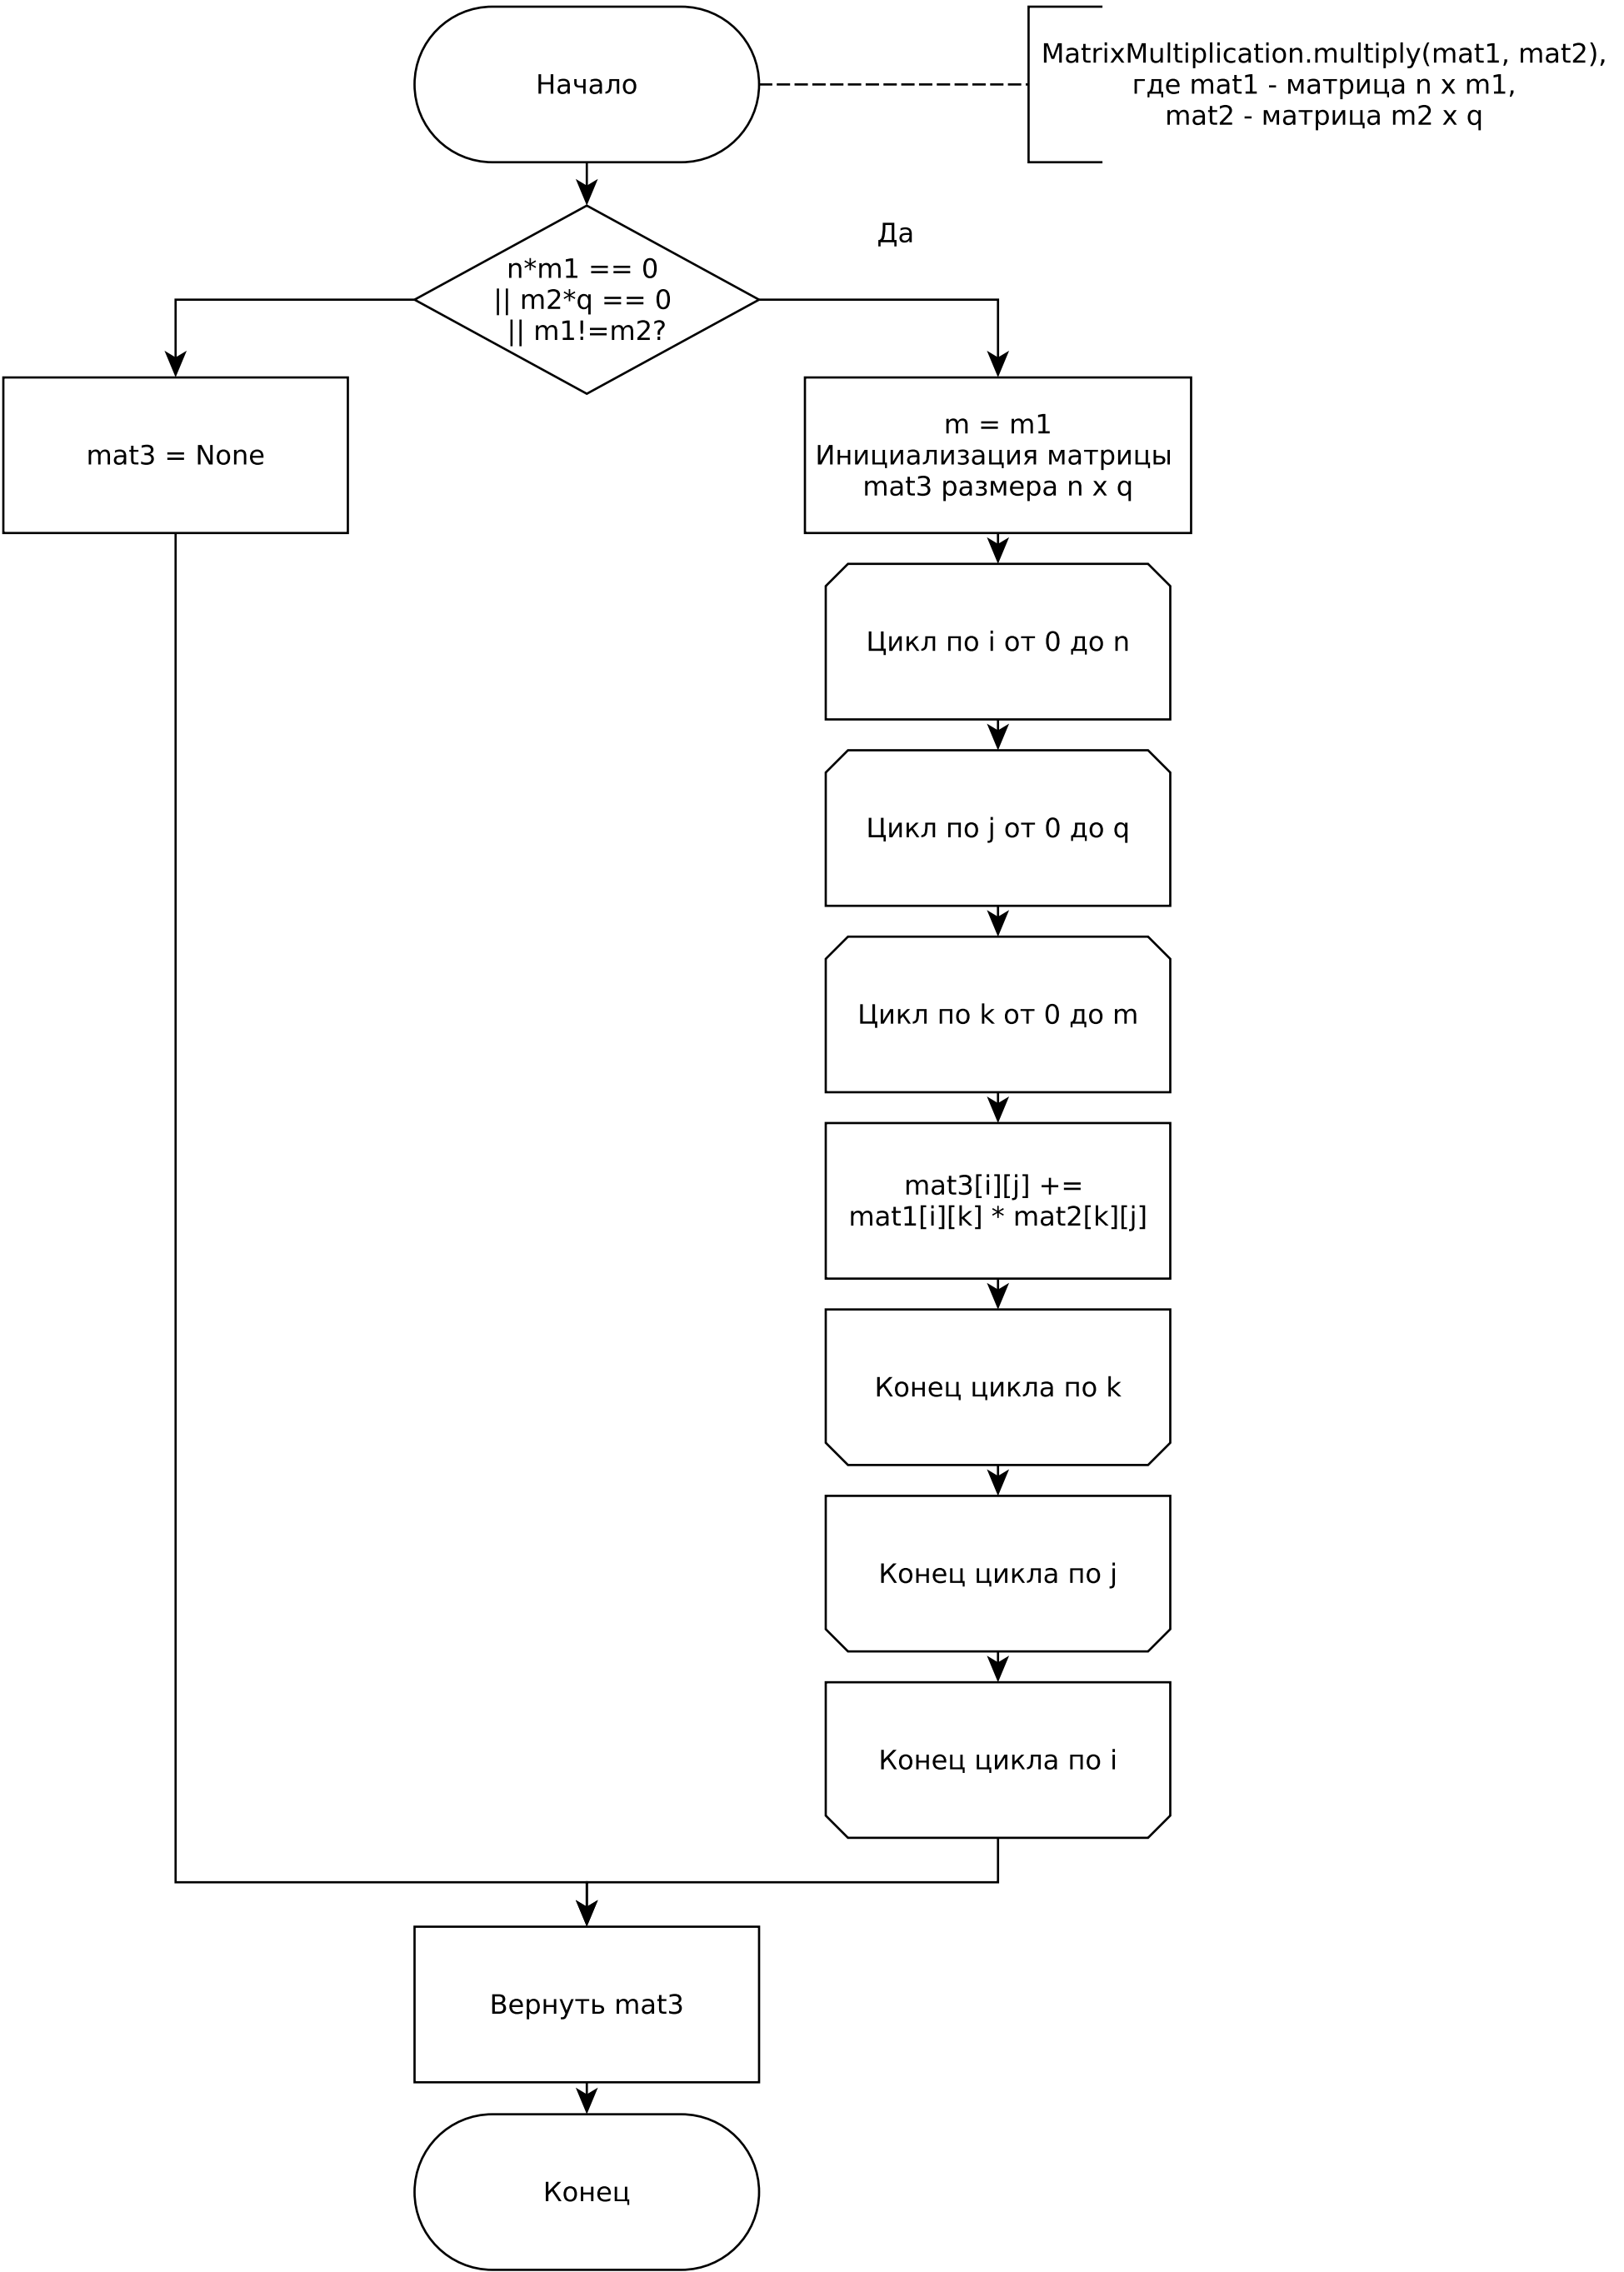 Начало
MatrixMultiplication.multiply(mat1, mat2),
где mat1 - матрица n x m1,
mat2 - матрица m2 x q
Да
n*m1 == 0
|| m2*q == 0
|| m1!=m2?
mat3 = None
m = m1
Инициализация матрицы
mat3 размера n x q
Цикл по i от 0 до n
Цикл по j от 0 до q
Цикл по k от 0 до m
mat3[i][j] +=
mat1[i][k] * mat2[k][j]
Конец цикла по k
Конец цикла по j
Конец цикла по i
Вернуть mat3
Конец